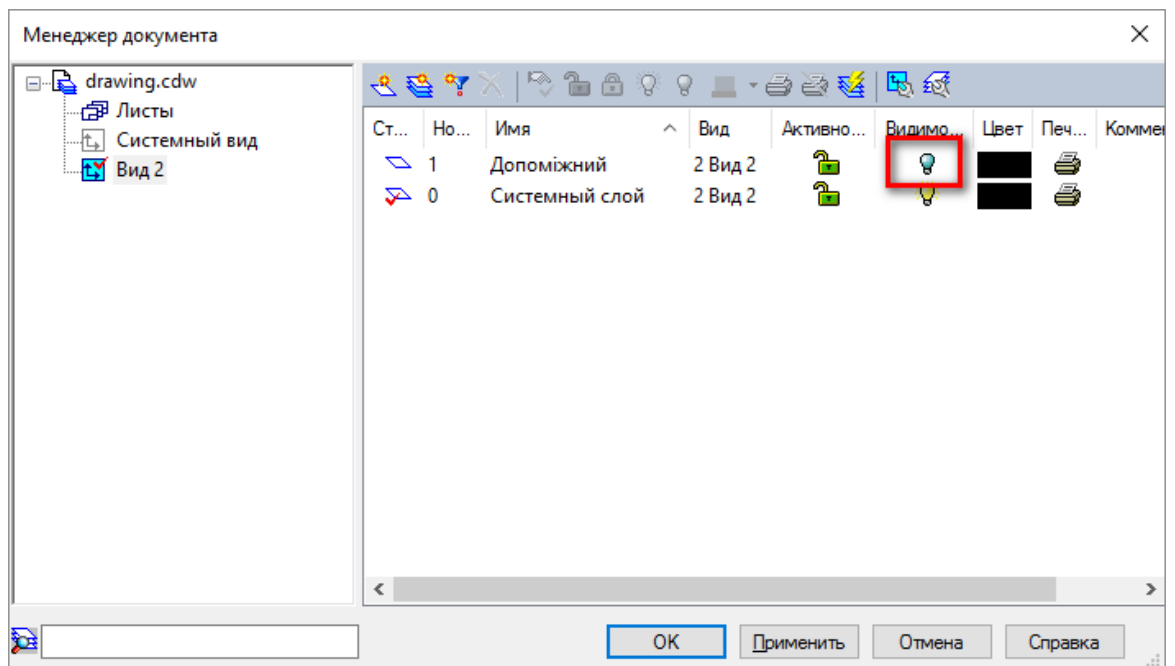 Менеджер документа
drawing.cdw
Листы
Системный вид
Вид 2
Ст... Но... Имя Вид Активно... Видимо... Цвет Печ... Коммен
1 Допоміжний 2 Вид 2
0 Системный слой 2 Вид 2
OK Применить Отмена Справка